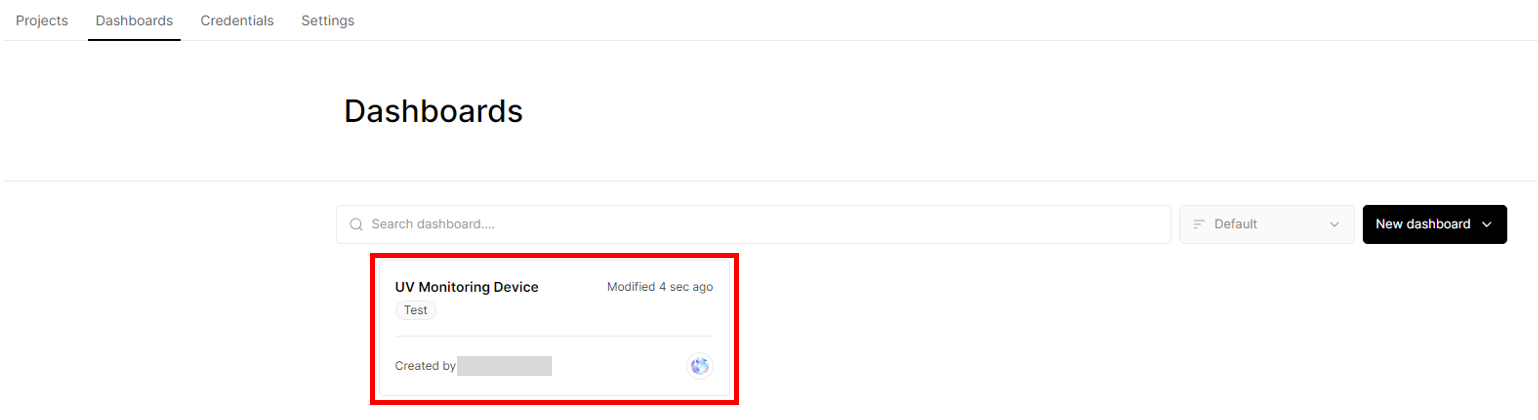 Projects Dashboards Credentials Settings
Dashboards
Search dashboard.... Default New dashboard
UV Monitoring Device Modified 4 sec ago
Test
Created by